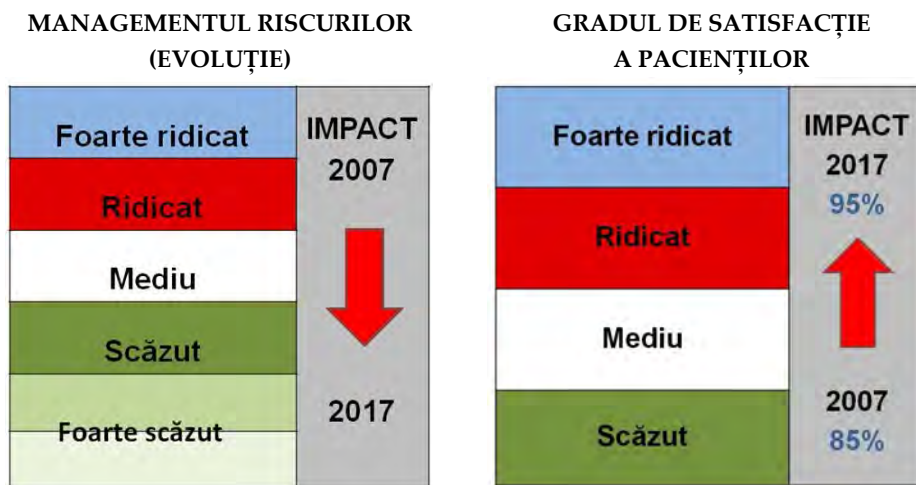 MANAGEMENTUL RISCURILOR
(EVOLUȚIE)
Foarte ridicat
Ridicat
Mediu
Scăzut
Foarte scăzut
IMPACT
2007
2017
GRADUL DE SATISFACȚIE
A PACIENȚILOR
Foarte ridicat
Ridicat
Mediu
Scăzut
IMPACT
2017
95%
2007
85%